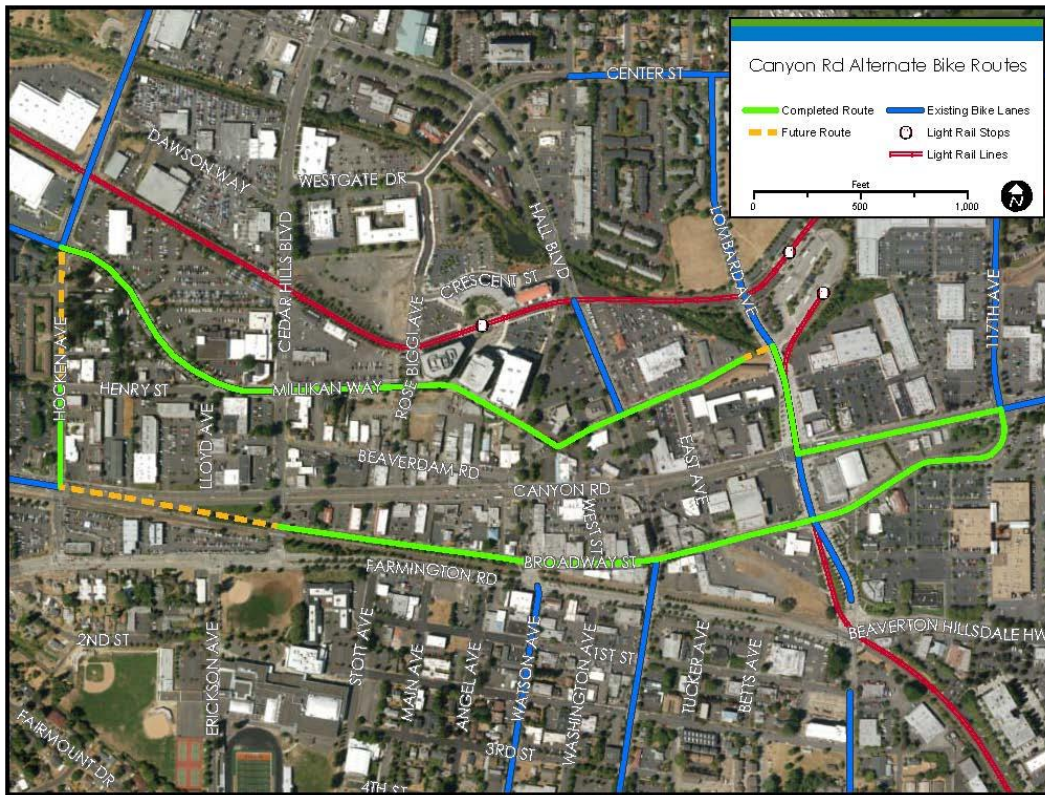 Canyon Rd Alternate Bike Routes
Completed Route
Existing Bike Lanes
Future Route
Light Rail Stops
Light Rail Lines
Feet
0 500 1,000
N
CENTER ST
DAWSON WAY
WESTGATE DR
HALL BLVD
LOMBARD AVE
117TH AVE
CEDAR HILLS BLVD
CRESCENT ST
ROSE BIGGI AVE
HOCKEN AVE
HENRY ST
MILLIKAN WAY
LLOYD AVE
BEAVERDAM RD
EAST AVE
CANYON RD
WEST ST
BROADWAY ST
FARMINGTON RD
2ND ST
ERICKSON AVE
STOTT AVE
MAIN AVE
ANGEL AVE
WATSON AVE
WASHINGTON AVE
1ST ST
TUCKER AVE
BETTS AVE
BEAVERTON HILLSDALE HW
FAIRMOUNT DR
3RD ST
4TH ST